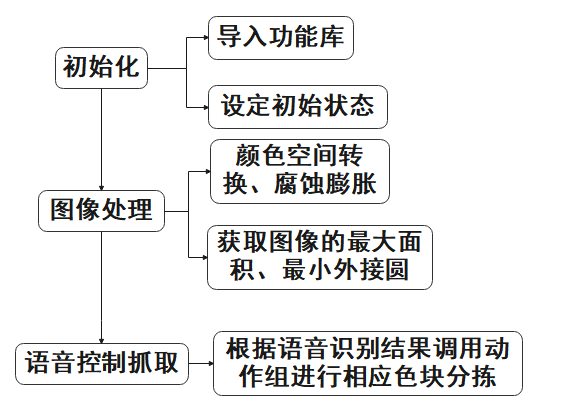 初始化
导入功能库
设定初始状态
图像处理
颜色空间转
换、腐蚀膨胀
获取图像的最大面
积、最小外接圆
语音控制抓取
根据语音识别结果调用动
作组进行相应色块分拣